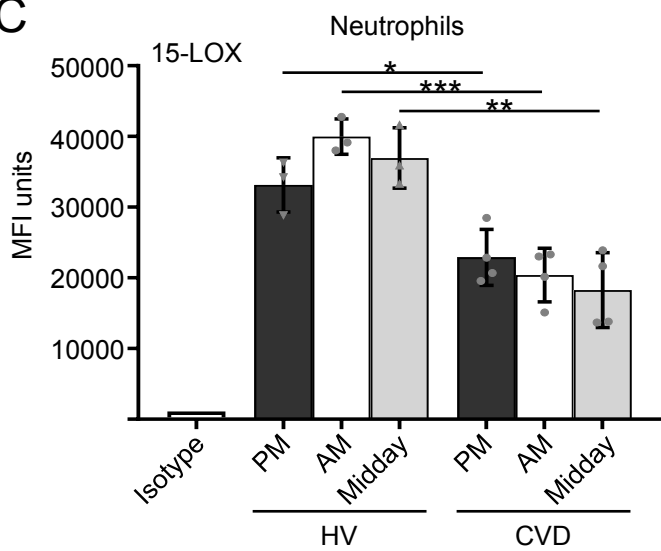 C
Neutrophils
15-LOX
MFI units
50000
40000
30000
20000
10000
*
***
**
Isotype
PM
AM
Midday
PM
AM
Midday
HV
CVD